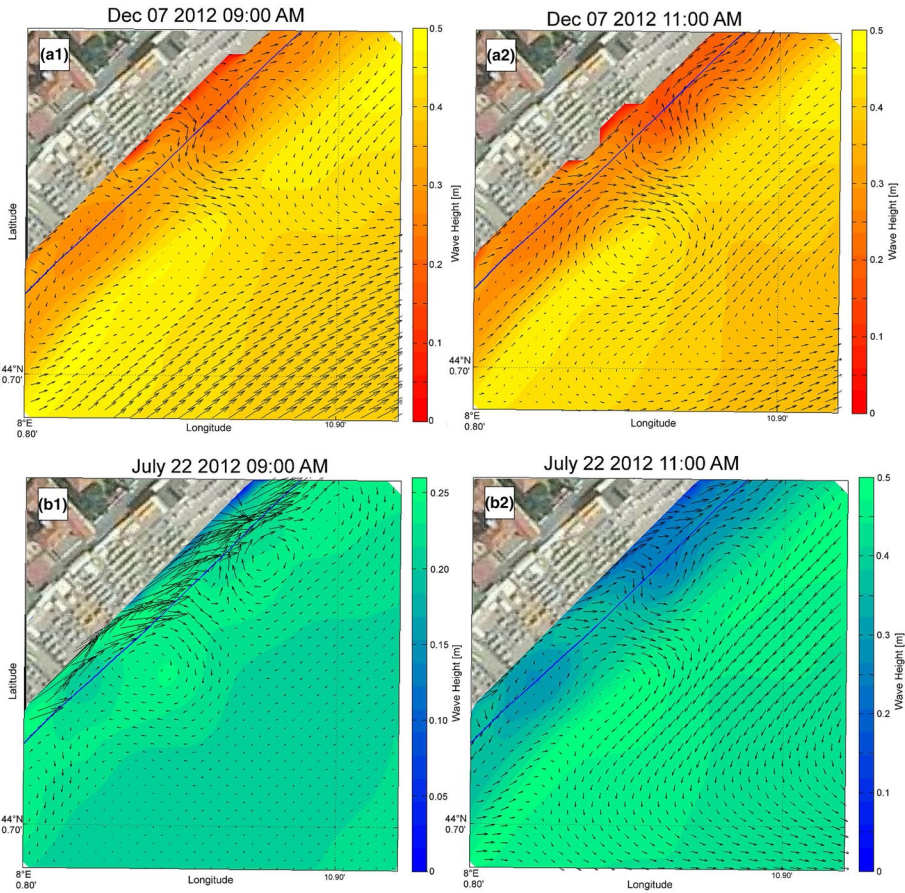 Dec 07 2012 09:00 AM
(a1)
Latitude
44°N
0.70'
8°E
0.80'
Longitude
10.90'
0.5
0.4
0.3
0.2
0.1
0
Wave Height [m]
Dec 07 2012 11:00 AM
(a2)
44°N
0.70'
8°E
0.80'
Longitude
10.90'
0.5
0.4
0.3
0.2
0.1
0
Wave Height [m]
July 22 2012 09:00 AM
(b1)
Latitude
44°N
0.70'
8°E
0.80'
Longitude
10.90'
0.25
0.20
0.15
0.10
0.05
0
Wave Height [m]
July 22 2012 11:00 AM
(b2)
44°N
0.70'
8°E
0.80'
Longitude
10.90'
0.5
0.4
0.3
0.2
0.1
0
Wave Height [m]